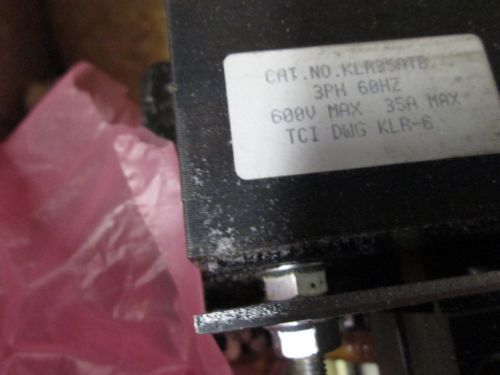 CAT.NO.KLR35ATB
3PH 60HZ
600V MAX 35A MAX
TCI DWG KLR-6